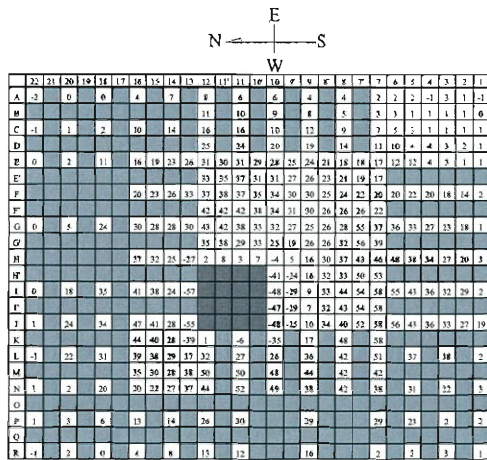 E
N S
W
22 21 20 19 18 17 16 15 14 13 12 11' 11 10' 10 9' 9 8' 8 7' 7 6 5 4 3 2 1
A -2 0 0 4 7 8 6 6 4 4 2 2 2 -1 3 -1
B 11 10 9 8 5 3 3 1 1 1 0
C -1 1 2 10 14 16 16 10 12 9 7 5 3 1 1 1
D 25 24 20 19 14 11 10 4 4 3 2 1
E 0 2 11 16 19 23 26 31 30 31 29 28 25 24 21 18 18 17 12 12 4 3 1 1
E' 33 35 37 31 31 27 26 23 21 19 17
F 20 23 26 33 37 38 37 35 34 30 30 25 24 22 20 20 22 20 18 14 2
F' 42 42 42 38 34 31 30 26 26 26 22
G 0 5 24 30 28 28 30 43 42 38 33 31 29 28 28 28 32 37 36 33 27 23 18 1
G' 35 38 29 33 25 19 26 26 32 56 39
H 37 32 25 -27 2 8 3 7 -4 5 16 30 37 43 46 48 38 34 27 20 3
H' -41 -24 16 32 33 50 53
I 0 18 35 41 38 24 -57 -48 -29 9 33 44 54 58 55 43 36 32 29 2
I' -47 -29 7 32 43 54 58
J 1 24 34 47 41 28 -55 -48 -25 10 34 40 52 58 56 43 36 33 27 19
K 44 40 28 -39 1 -6 -35 17 48 58
L -1 22 31 39 38 29 37 32 27 26 36 42 51 37 38 2
M 35 30 28 38 50 50 48 44 42 42
N 1 2 20 20 22 27 37 44 52 49 38 42 38 31 22 3
O
P 1 3 6 13 14 26 30 29 29 23 2 2
Q
R -1 2 0 4 8 13 12 16 2 5 3 1